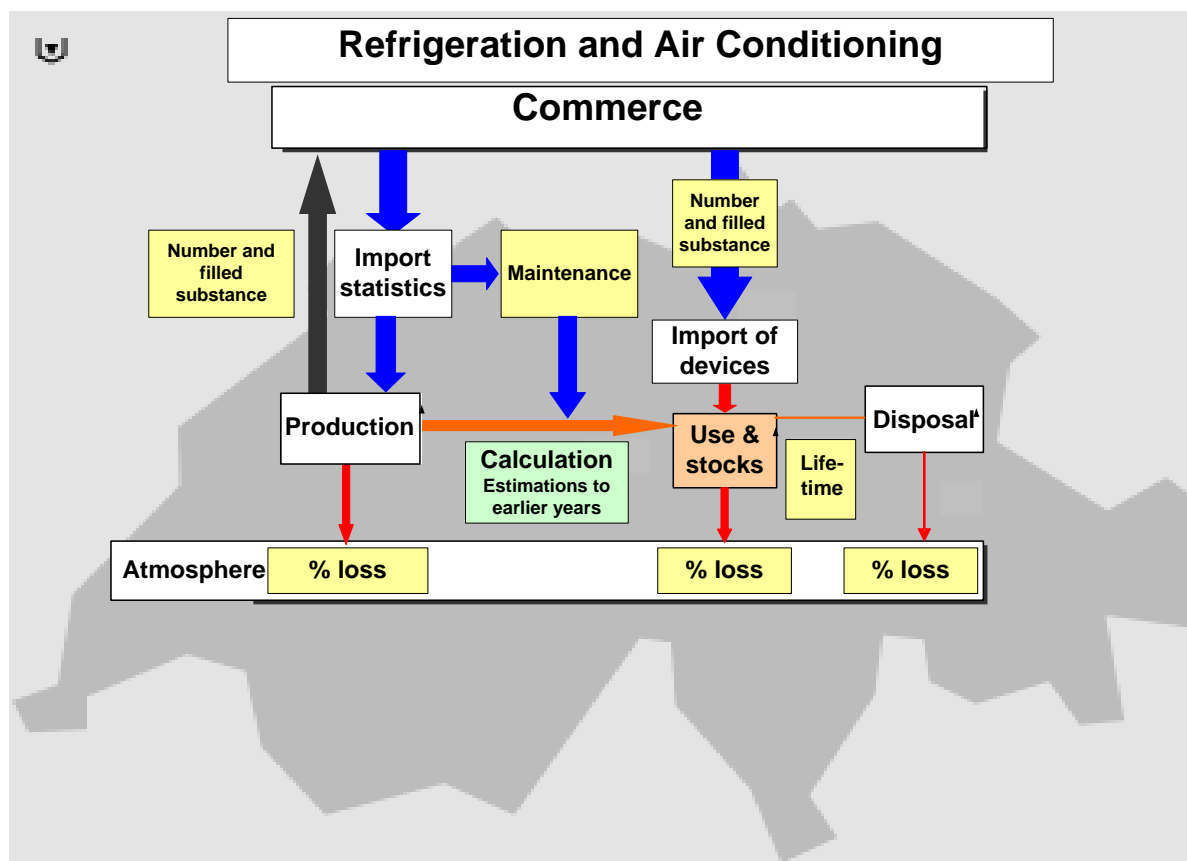 Refrigeration and Air Conditioning
Commerce
Number
and filled
substance
Number and
filled
substance
Import
statistics
Maintenance
Import of
devices
Production
Use &
stocks
Disposal
Calculation
Estimations to
earlier years
Life-
time
Atmosphere
% loss
% loss
% loss